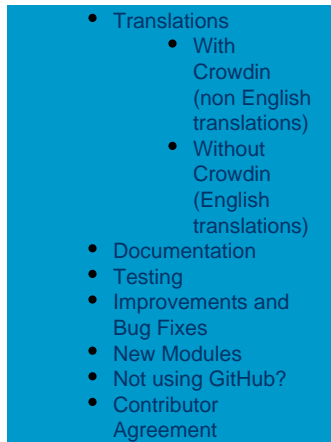 Translations
With
Crowdin
(non English
translations)
Without
Crowdin
(English
translations)
Documentation
Testing
Improvements and
Bug Fixes
New Modules
Not using GitHub?
Contributor
Agreement